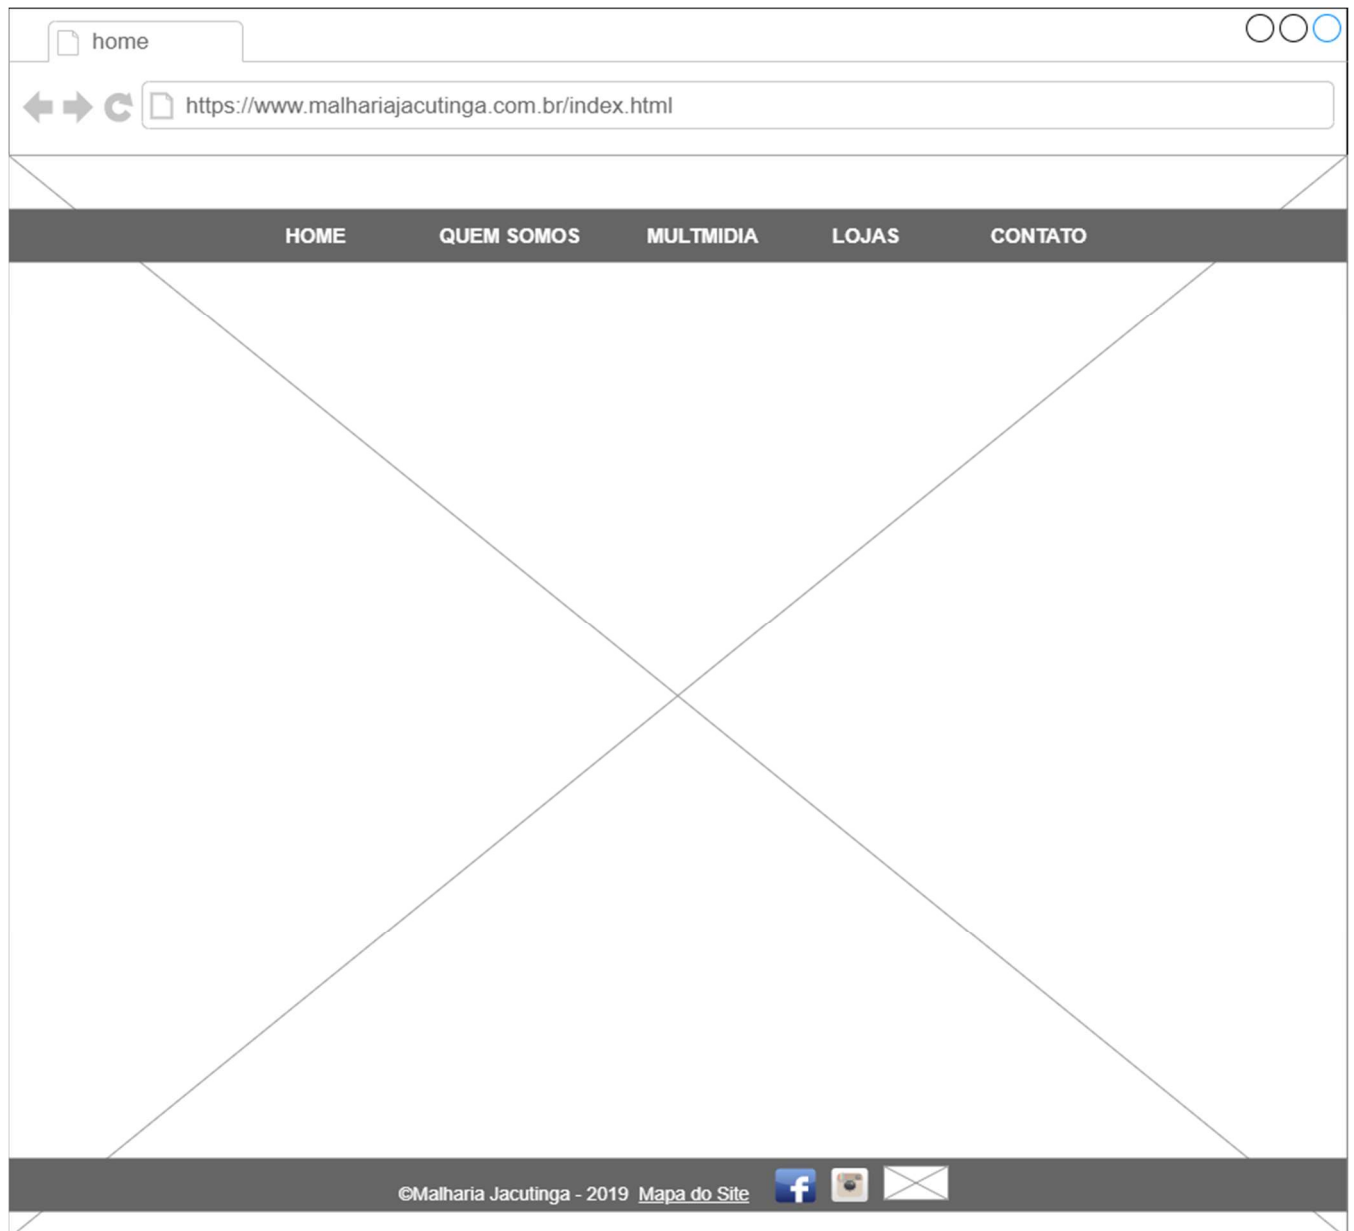 home
https://www.malhariajacutinga.com.br/index.html
HOME QUEM SOMOS MULTMIDIA LOJAS CONTATO
©Malharia Jacutinga - 2019 Mapa do Site